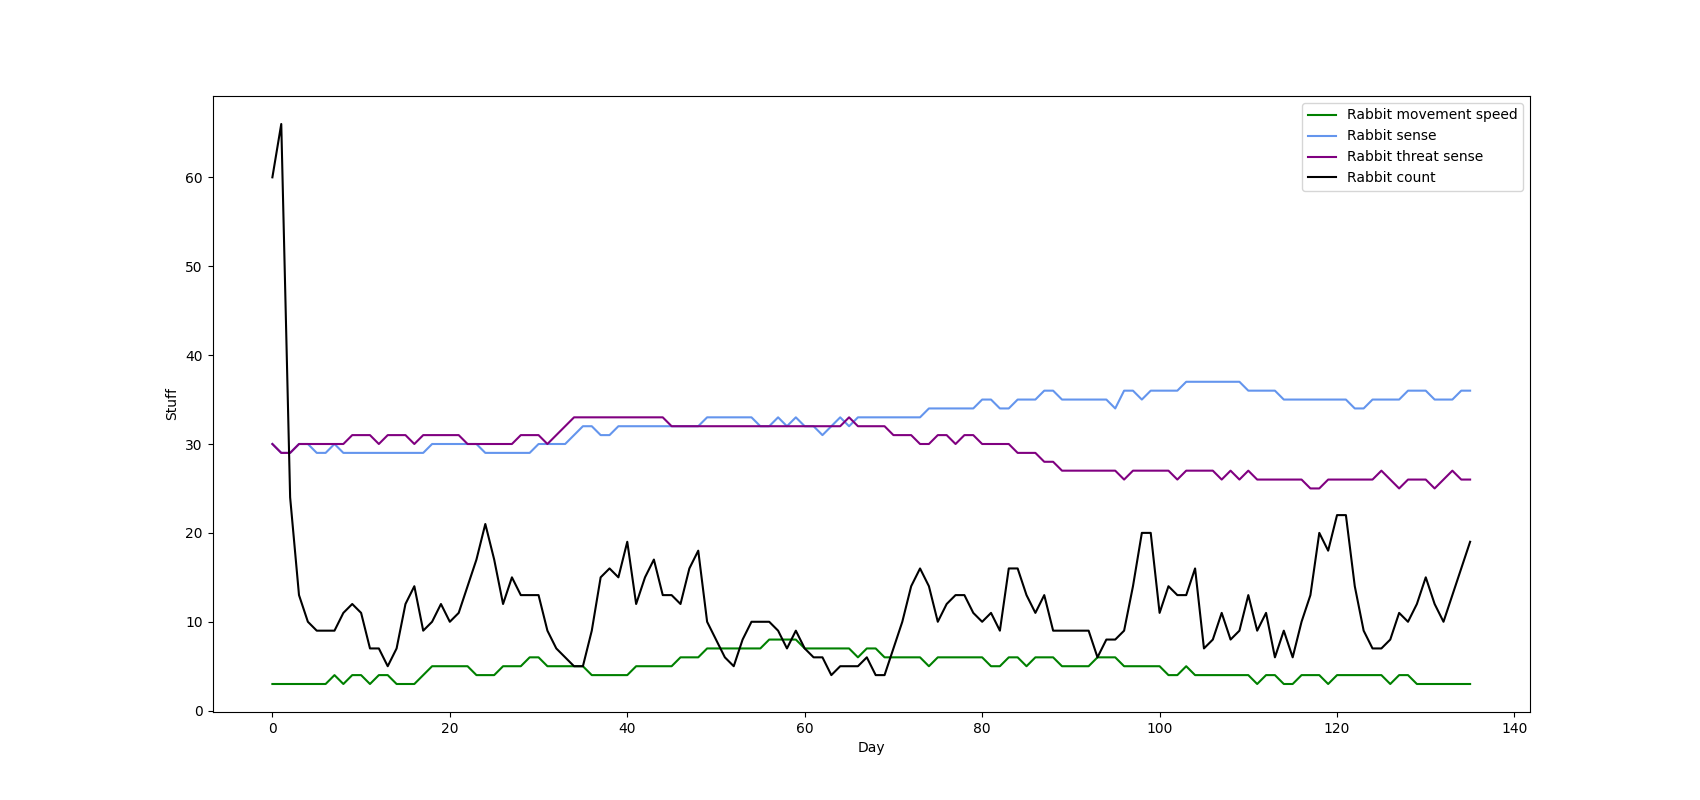 Rabbit movement speed
Rabbit sense
Rabbit threat sense
Rabbit count
60
50
40
30
20
10
0
Stuff
0 20 40 60 80 100 120 140
Day